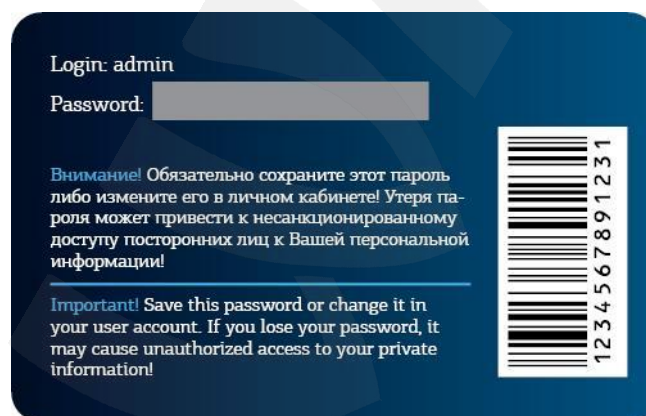 Login: admin
Password:
Внимание! Обязательно сохраните этот пароль
либо измените его в личном кабинете! Утеря па-
роля может привести к несанкционированному
доступу посторонних лиц к Вашей персональной
информации!
Important! Save this password or change it in
your user account. If you lose your password, it
may cause unauthorized access to your private
information!
1234567891231